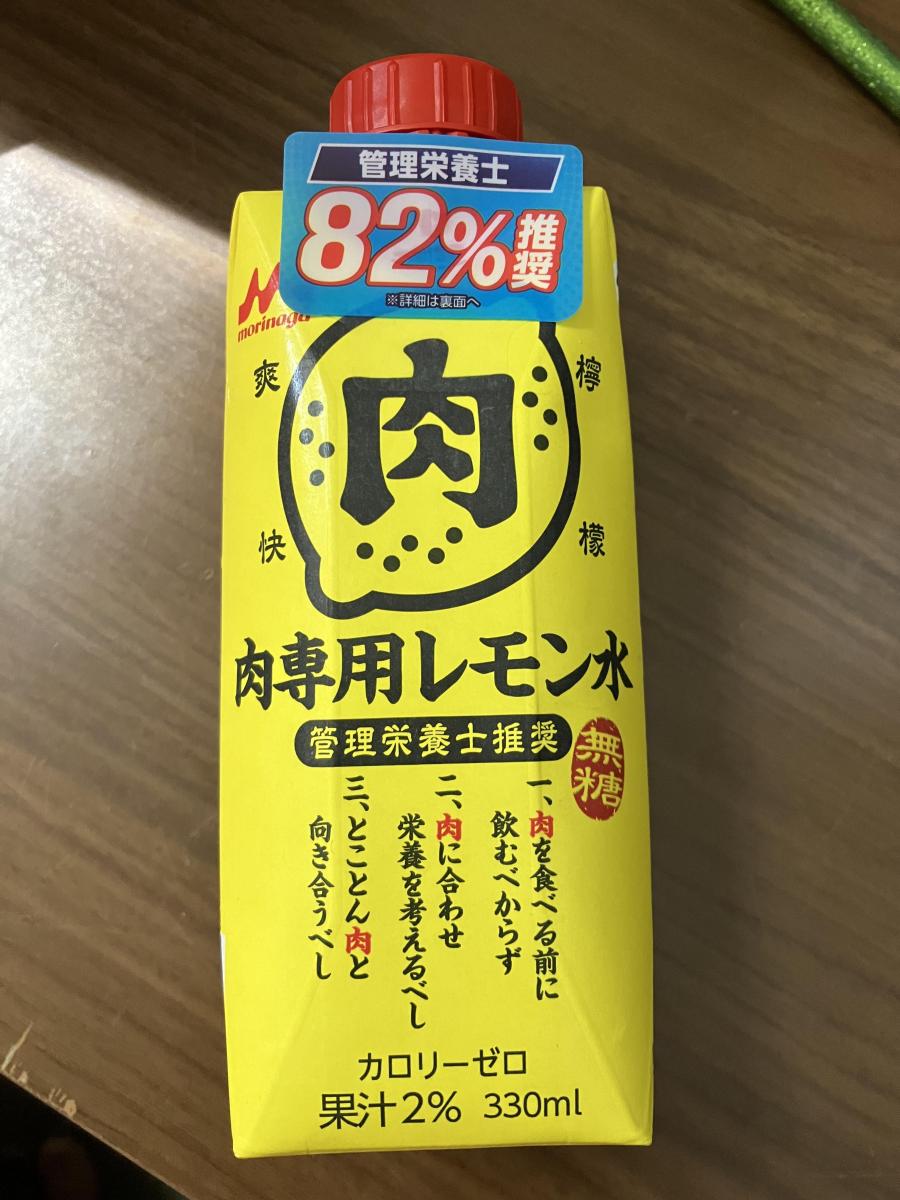 管理栄養士
82%推奨
※詳細は裏面へ
morinaga
檸檬
爽快
肉
肉専用レモン水
管理栄養士推奨
無糖
一、肉を食べる前に
飲むべからず
二、肉に合わせ
栄養を考えるべし
三、とことん肉と
向き合うべし
カロリーゼロ
果汁2% 330ml